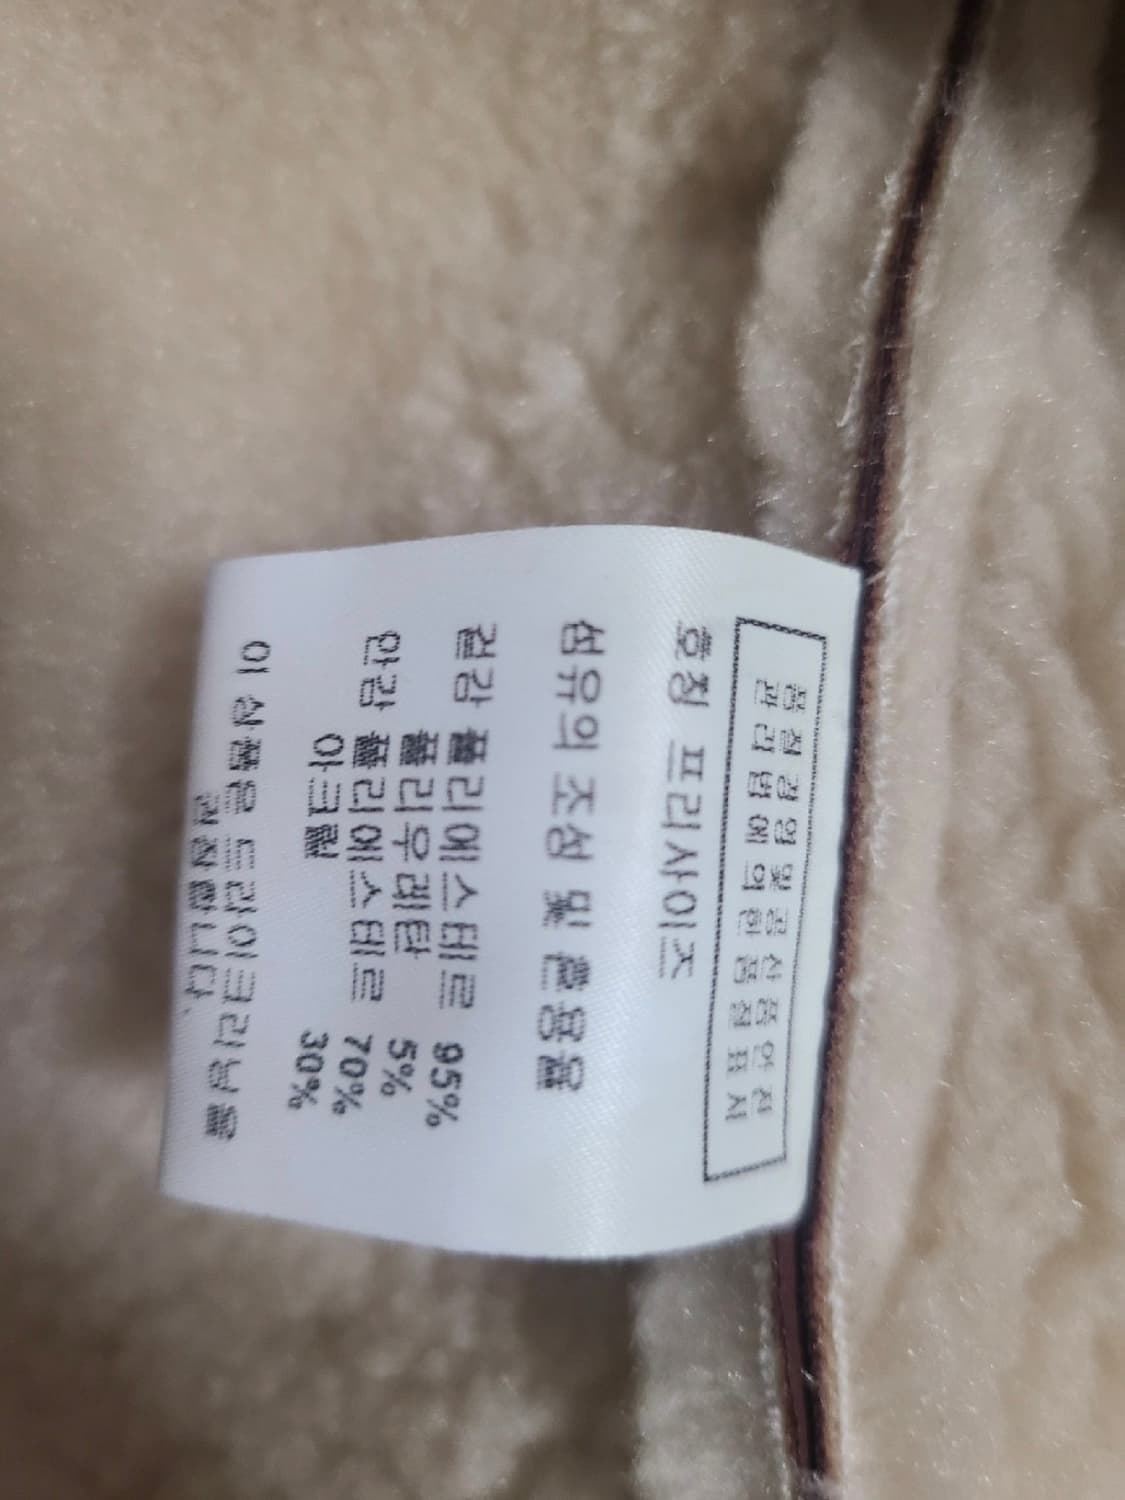 품질경영및공산품안전
관리법에의한품질표시
호칭 프리사이즈
섬유의 조성 및 혼용율
겉감 폴리에스테르 95%
폴리우레탄 5%
안감 폴리에스테르 70%
아크릴 30%
이 상품은 드라이크리닝을
권장합니다.